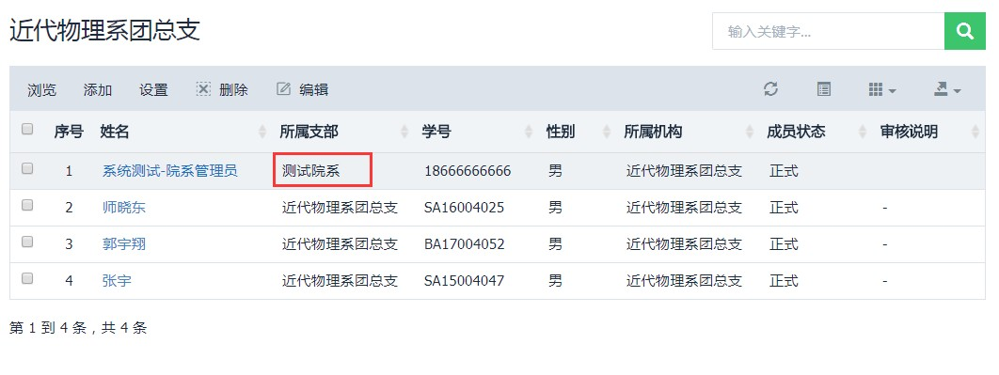 近代物理系团总支
输入关键字...
浏览 添加 设置 删除 编辑
序号 姓名 所属支部 学号 性别 所属机构 成员状态 审核说明
1 系统测试-院系管理员 测试院系 18666666666 男 近代物理系团总支 正式
2 师晓东 近代物理系团总支 SA16004025 男 近代物理系团总支 正式 -
3 郭宇翔 近代物理系团总支 BA17004052 男 近代物理系团总支 正式 -
4 张宇 近代物理系团总支 SA15004047 男 近代物理系团总支 正式 -
第 1 到 4 条，共 4 条